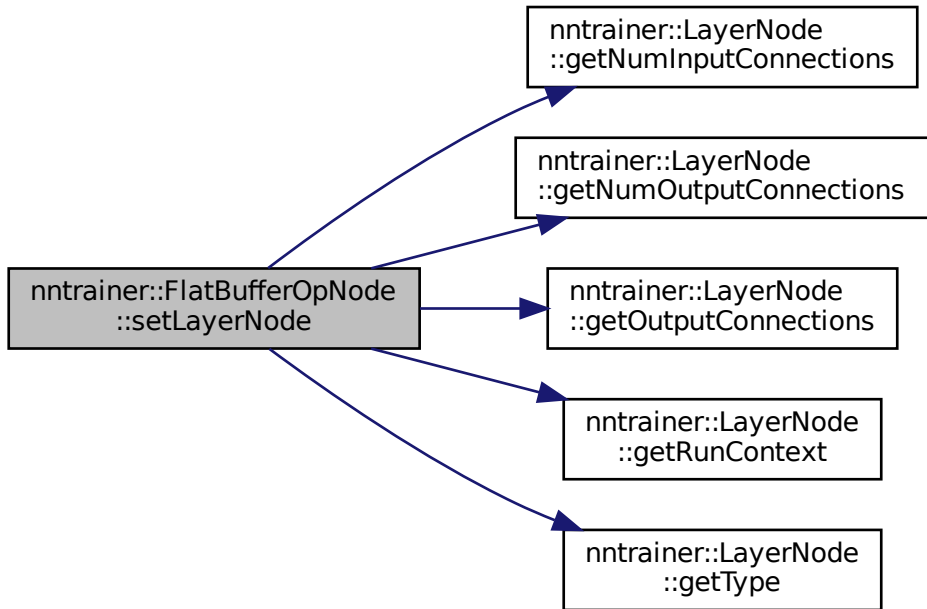 nntrainer::LayerNode
::getNumInputConnections
nntrainer::LayerNode
::getNumOutputConnections
nntrainer::FlatBufferOpNode
::setLayerNode
nntrainer::LayerNode
::getOutputConnections
nntrainer::LayerNode
::getRunContext
nntrainer::LayerNode
::getType